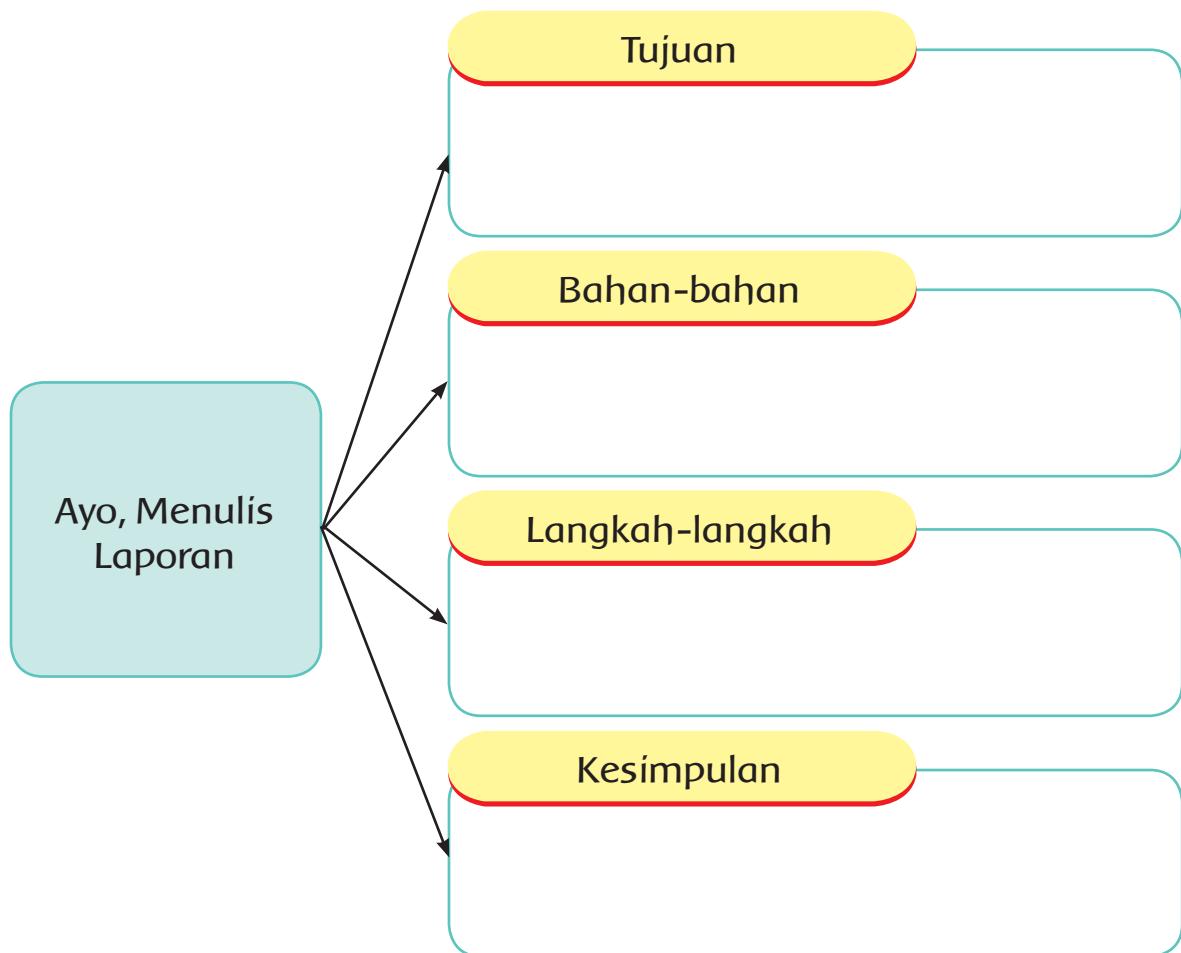 Tujuan
Bahan-bahan
Ayo, Menulis
Laporan
Langkah-langkah
Kesimpulan